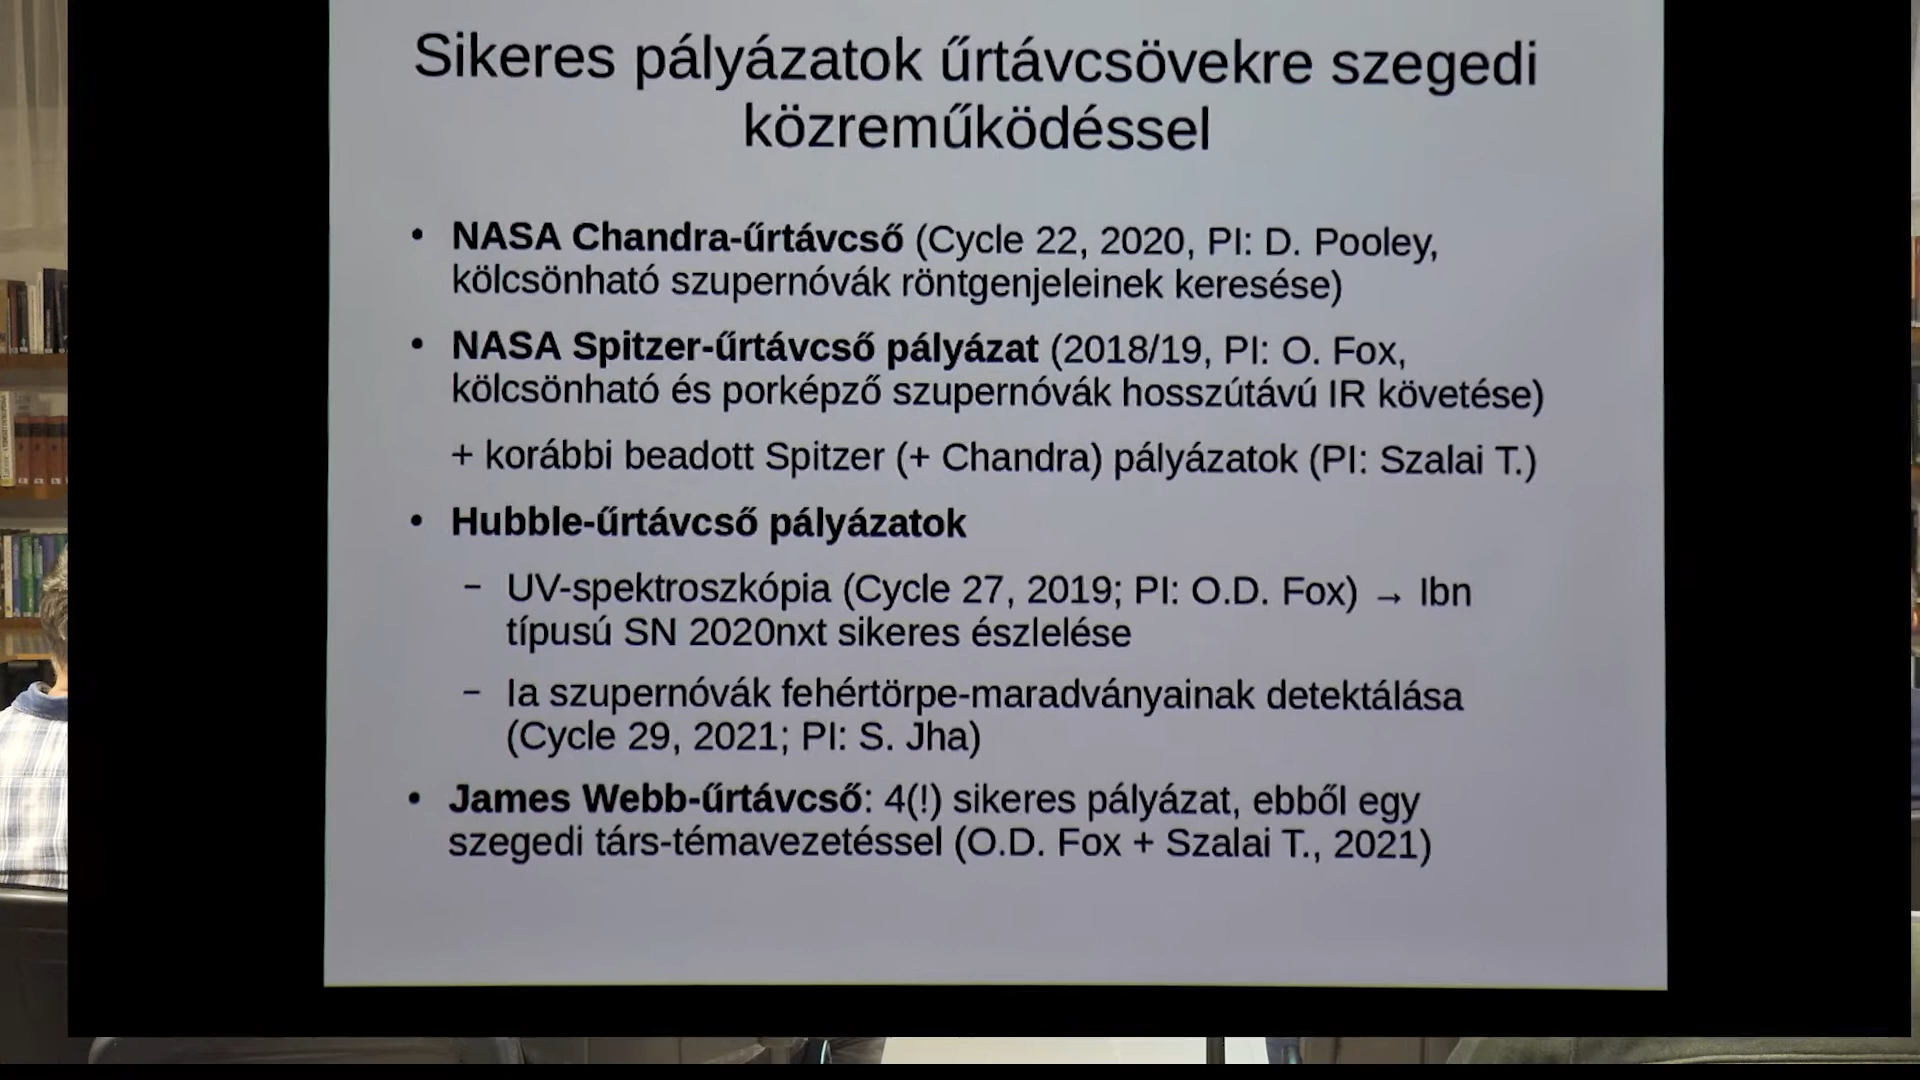 Sikeres pályázatok űrtávcsövekre szegedi
közreműködéssel
• NASA Chandra-űrtávcső (Cycle 22, 2020, PI: D. Pooley,
kölcsönható szupernóvák röntgenjeleinek keresése)
• NASA Spitzer-űrtávcső pályázat (2018/19, PI: O. Fox,
kölcsönható és porképző szupernóvák hosszútávú IR követése)
+ korábbi beadott Spitzer (+ Chandra) pályázatok (PI: Szalai T.)
• Hubble-űrtávcső pályázatok
– UV-spektroszkópia (Cycle 27, 2019; PI: O.D. Fox) → Ibn
típusú SN 2020nxt sikeres észlelése
– Ia szupernóvák fehértörpe-maradványainak detektálása
(Cycle 29, 2021; PI: S. Jha)
• James Webb-űrtávcső: 4(!) sikeres pályázat, ebből egy
szegedi társ-témavezetéssel (O.D. Fox + Szalai T., 2021)